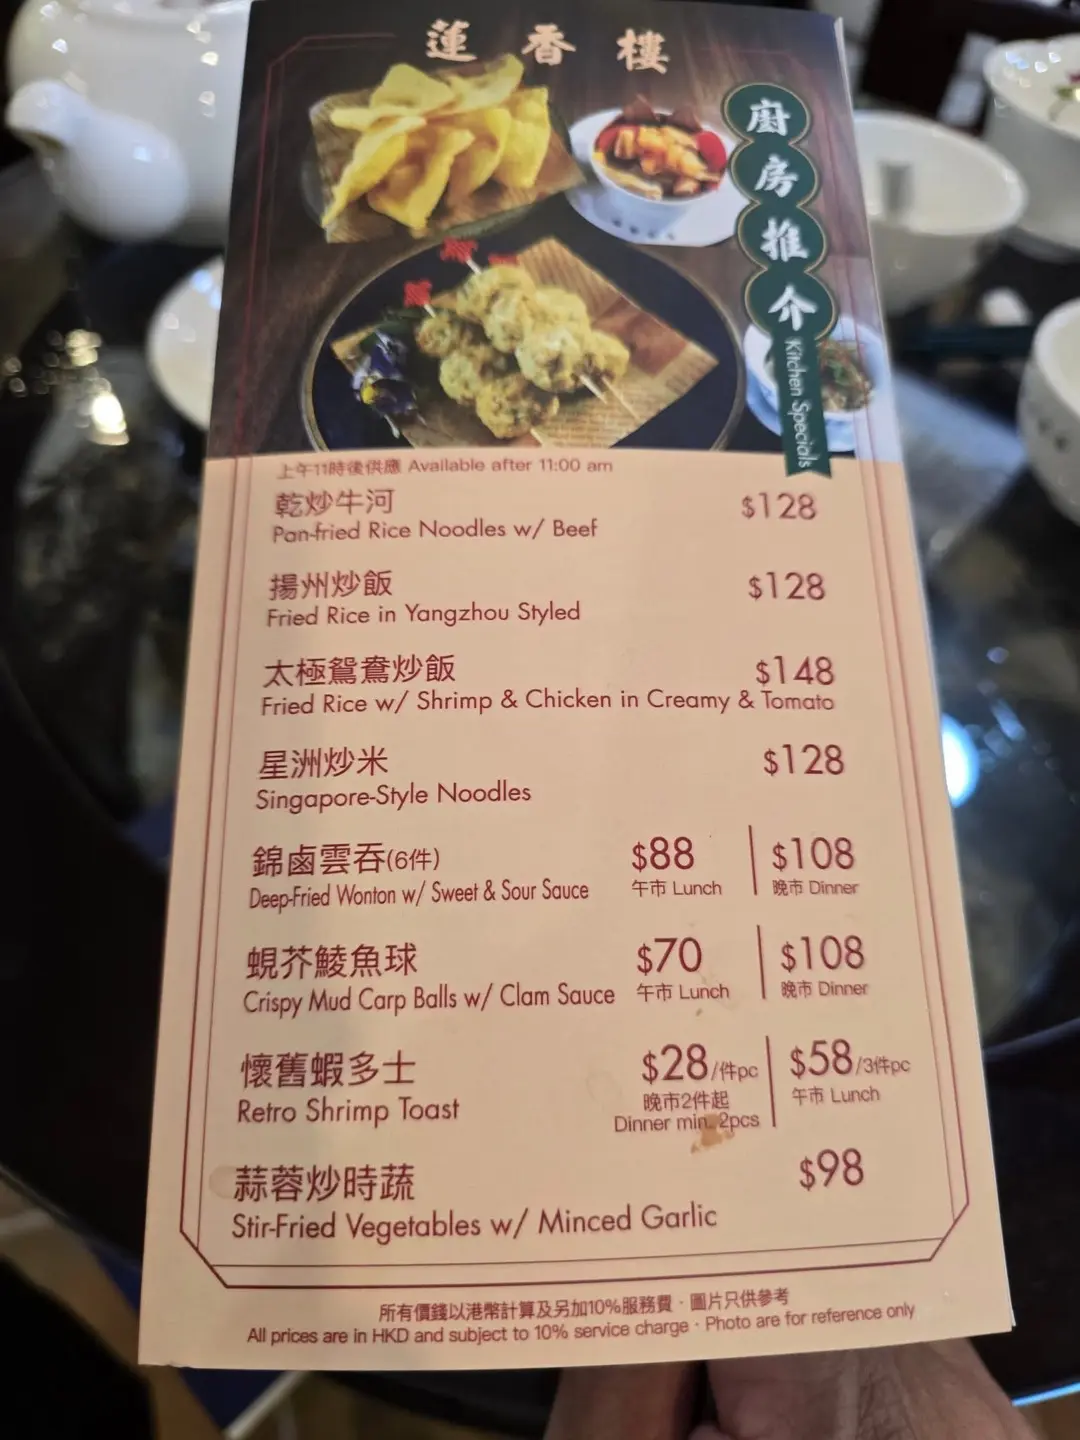 蓮香樓
廚房推介
Kitchen Specials
上午11時後供應 Available after 11:00 am
乾炒牛河 $128
Pan-fried Rice Noodles w/ Beef
揚州炒飯 $128
Fried Rice in Yangzhou Styled
太極鴛鴦炒飯 $148
Fried Rice w/ Shrimp & Chicken in Creamy & Tomato
星洲炒米 $128
Singapore-Style Noodles
錦鹵雲吞(6件) $88 $108
Deep-Fried Wonton w/ Sweet & Sour Sauce 午市 Lunch 晚市 Dinner
蜆芥鯪魚球 $70 $108
Crispy Mud Carp Balls w/ Clam Sauce 午市 Lunch 晚市 Dinner
懷舊蝦多士 $28/件pc $58/3件pc
Retro Shrimp Toast 晚市2件起 午市 Lunch
Dinner min. 2pcs
蒜蓉炒時蔬 $98
Stir-Fried Vegetables w/ Minced Garlic
所有價錢以港幣計算及另加10%服務費 · 圖片只供參考
All prices are in HKD and subject to 10% service charge · Photo are for reference only